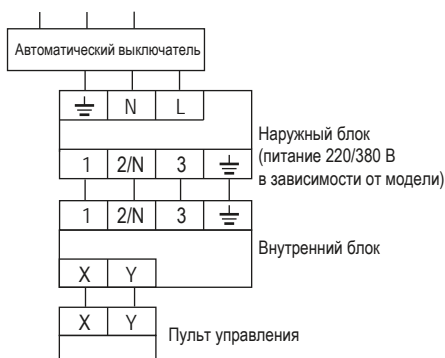 Автоматический выключатель
N L
Наружный блок
(питание 220/380 В
в зависимости от модели)
1 2/N 3
1 2/N 3
Внутренний блок
X Y
X Y
Пульт управления